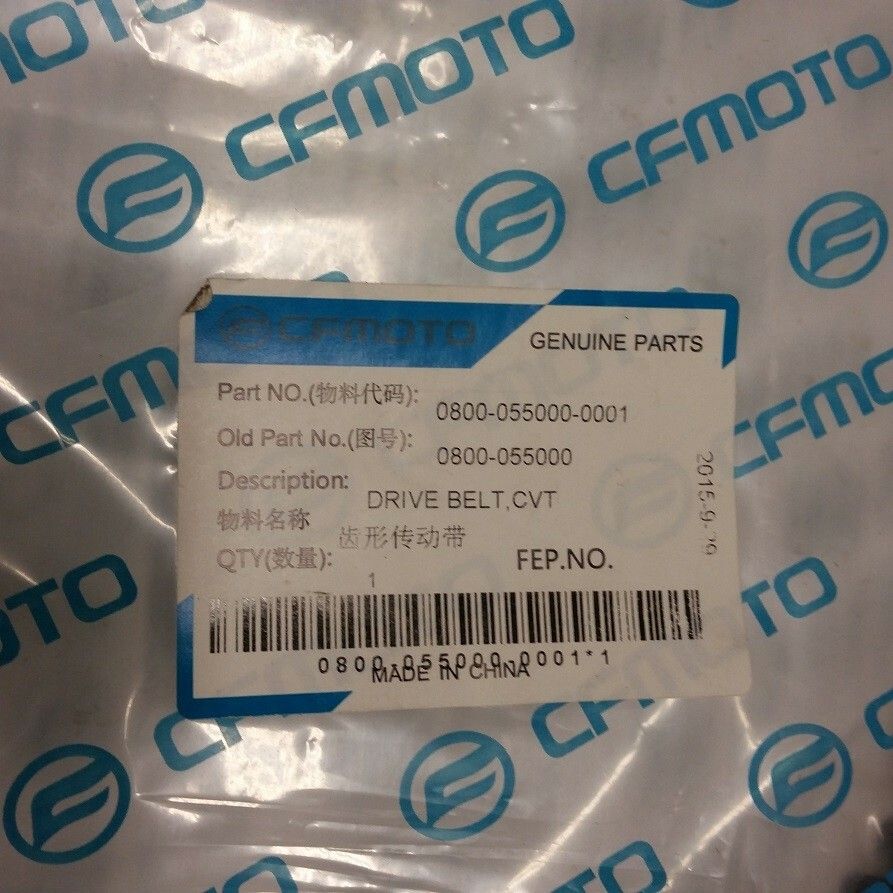 CFMOTO
CFMOTO
CFMOTO
CFMOTO GENUINE PARTS
Part NO.(物料代码): 0800-055000-0001
Old Part No.(图号): 0800-055000
Description: DRIVE BELT,CVT
物料名称 齿形传动带
QTY(数量): 1
FEP.NO.
0800-055000-0001*1
MADE IN CHINA
CFMOTO